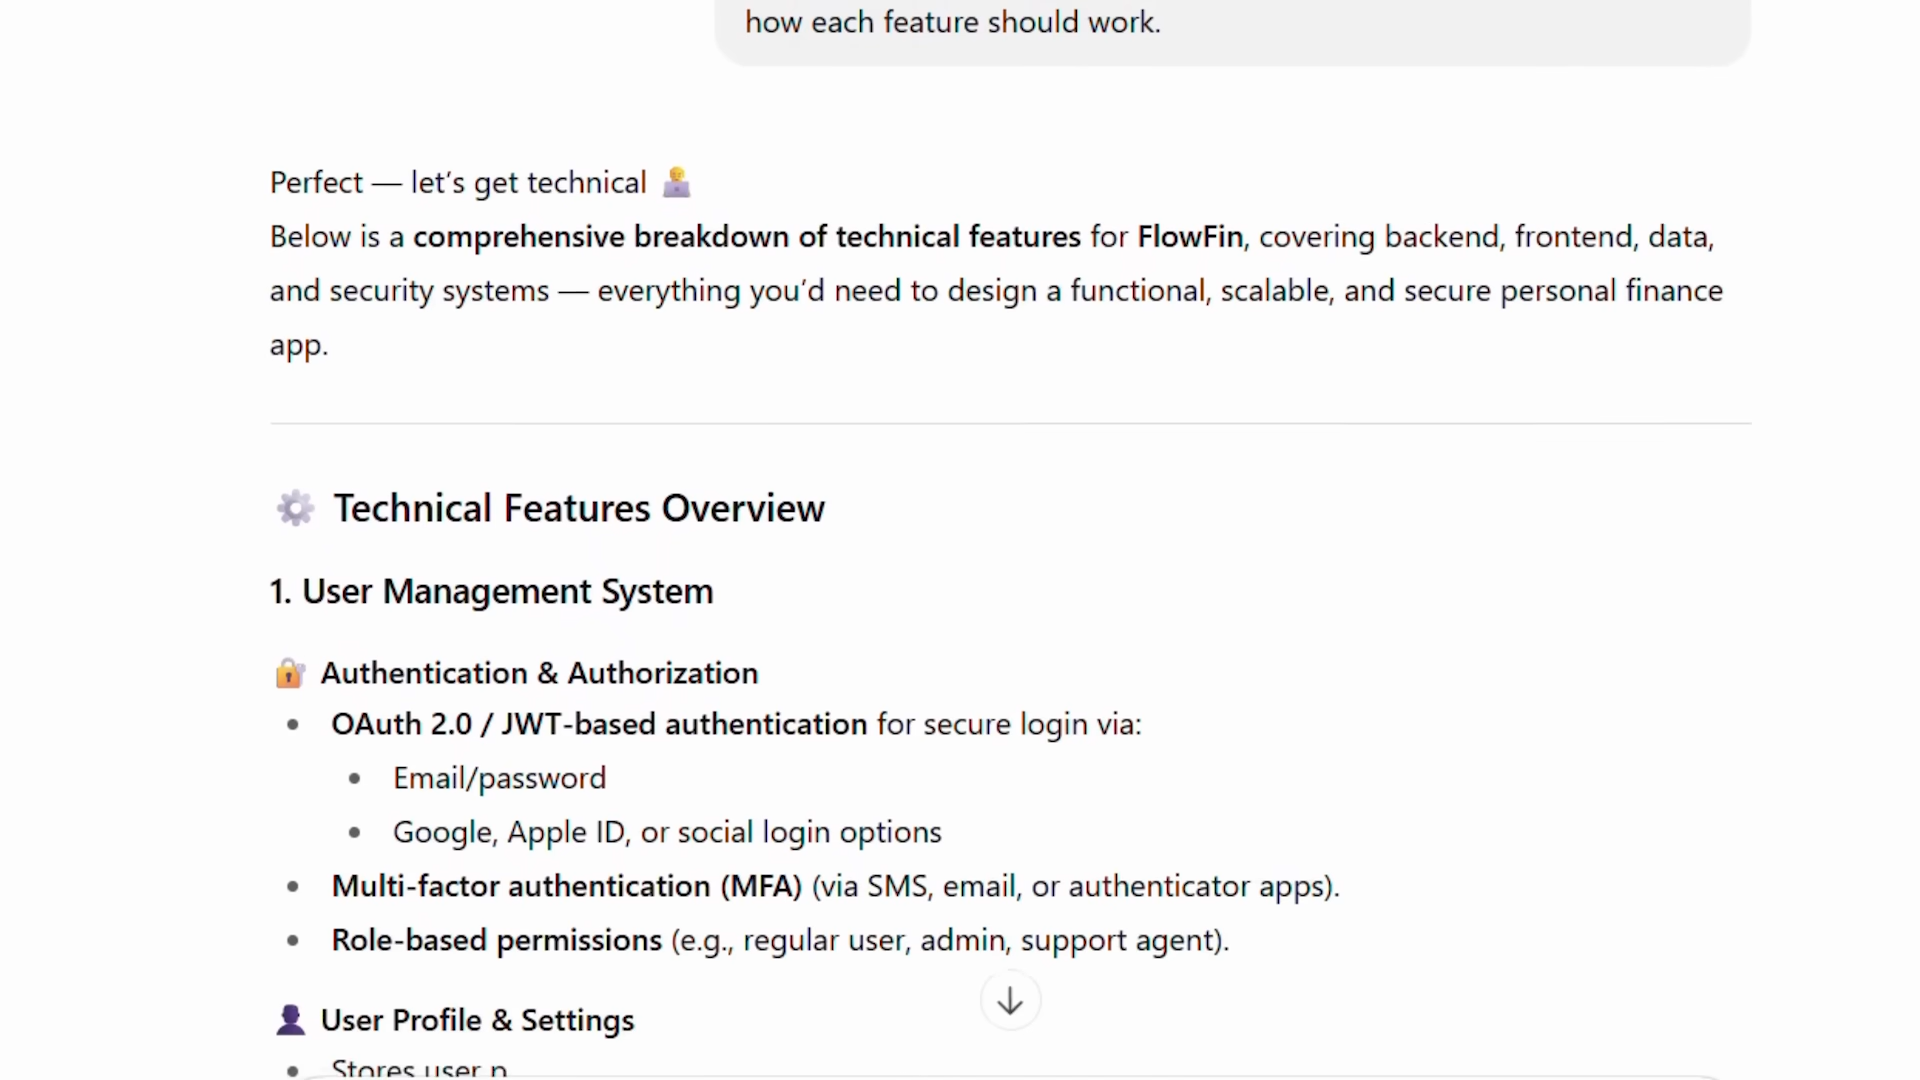 how each feature should work.
Perfect — let's get technical 🧑‍💻
Below is a comprehensive breakdown of technical features for FlowFin, covering backend, frontend, data,
and security systems — everything you'd need to design a functional, scalable, and secure personal finance
app.
⚙️ Technical Features Overview
1. User Management System
🔐 Authentication & Authorization
• OAuth 2.0 / JWT-based authentication for secure login via:
• Email/password
• Google, Apple ID, or social login options
• Multi-factor authentication (MFA) (via SMS, email, or authenticator apps).
• Role-based permissions (e.g., regular user, admin, support agent).
👤 User Profile & Settings
• Stores user p